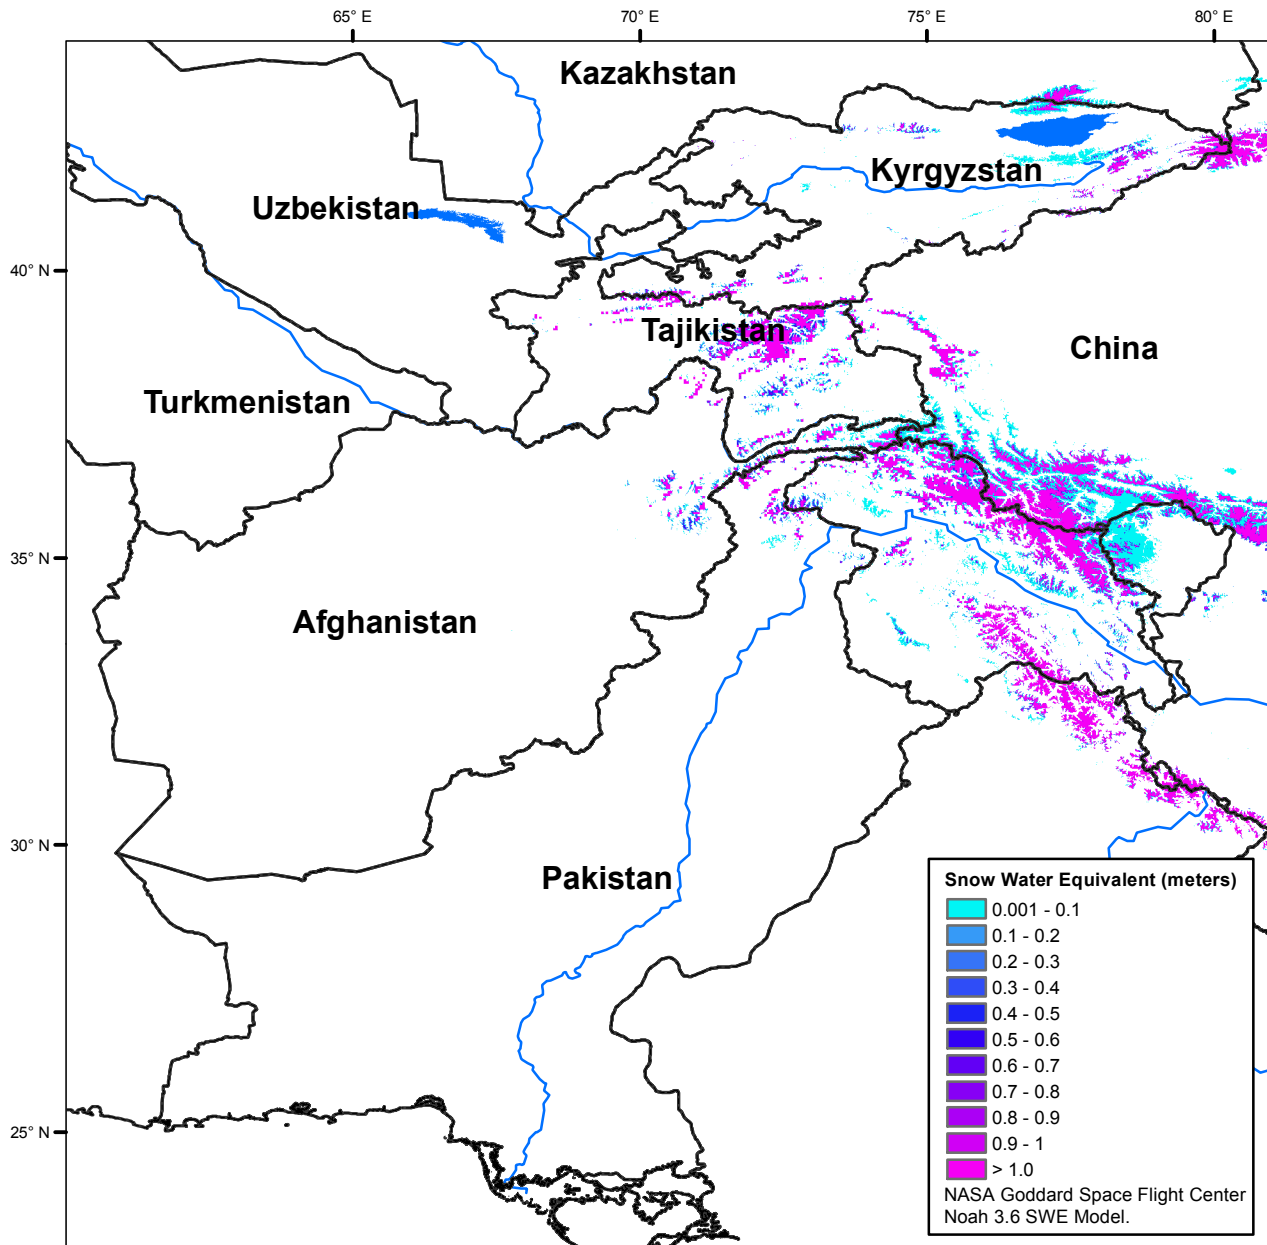 65° E
70° E
75° E
80° E
Kazakhstan
Kyrgyzstan
Uzbekistan
40° N
Tajikistan
China
Turkmenistan
35° N
Afghanistan
30° N
Pakistan
25° N
Snow Water Equivalent (meters)
0.001 - 0.1
0.1 - 0.2
0.2 - 0.3
0.3 - 0.4
0.4 - 0.5
0.5 - 0.6
0.6 - 0.7
0.7 - 0.8
0.8 - 0.9
0.9 - 1
> 1.0
NASA Goddard Space Flight Center
Noah 3.6 SWE Model.